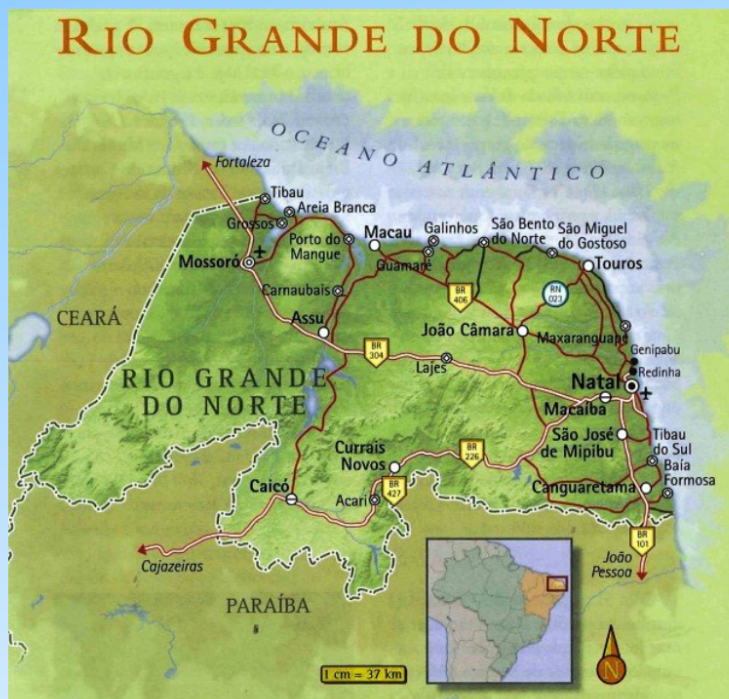 RIO GRANDE DO NORTE
OCEANO ATLÂNTICO
Fortaleza
Tibau
Areia Branca
Grossos
Porto do
Mangue
Macau
Galinhos
São Bento
do Norte
São Miguel
do Gostoso
Mossoró
Guamaré
Touros
Carnaubais
BR
406
RN
023
CEARÁ
Assu
João Câmara
Maxaranguape
BR
304
Lajes
Genipabu
Redinha
RIO GRANDE
DO NORTE
Natal
Macaíba
São José
de Mipibu
Tibau
do Sul
Baía
Formosa
Currais
Novos
BR
226
Caicó
Acari
BR
427
Canguaretama
BR
101
Cajazeiras
João
Pessoa
PARAÍBA
1 cm = 37 km
N